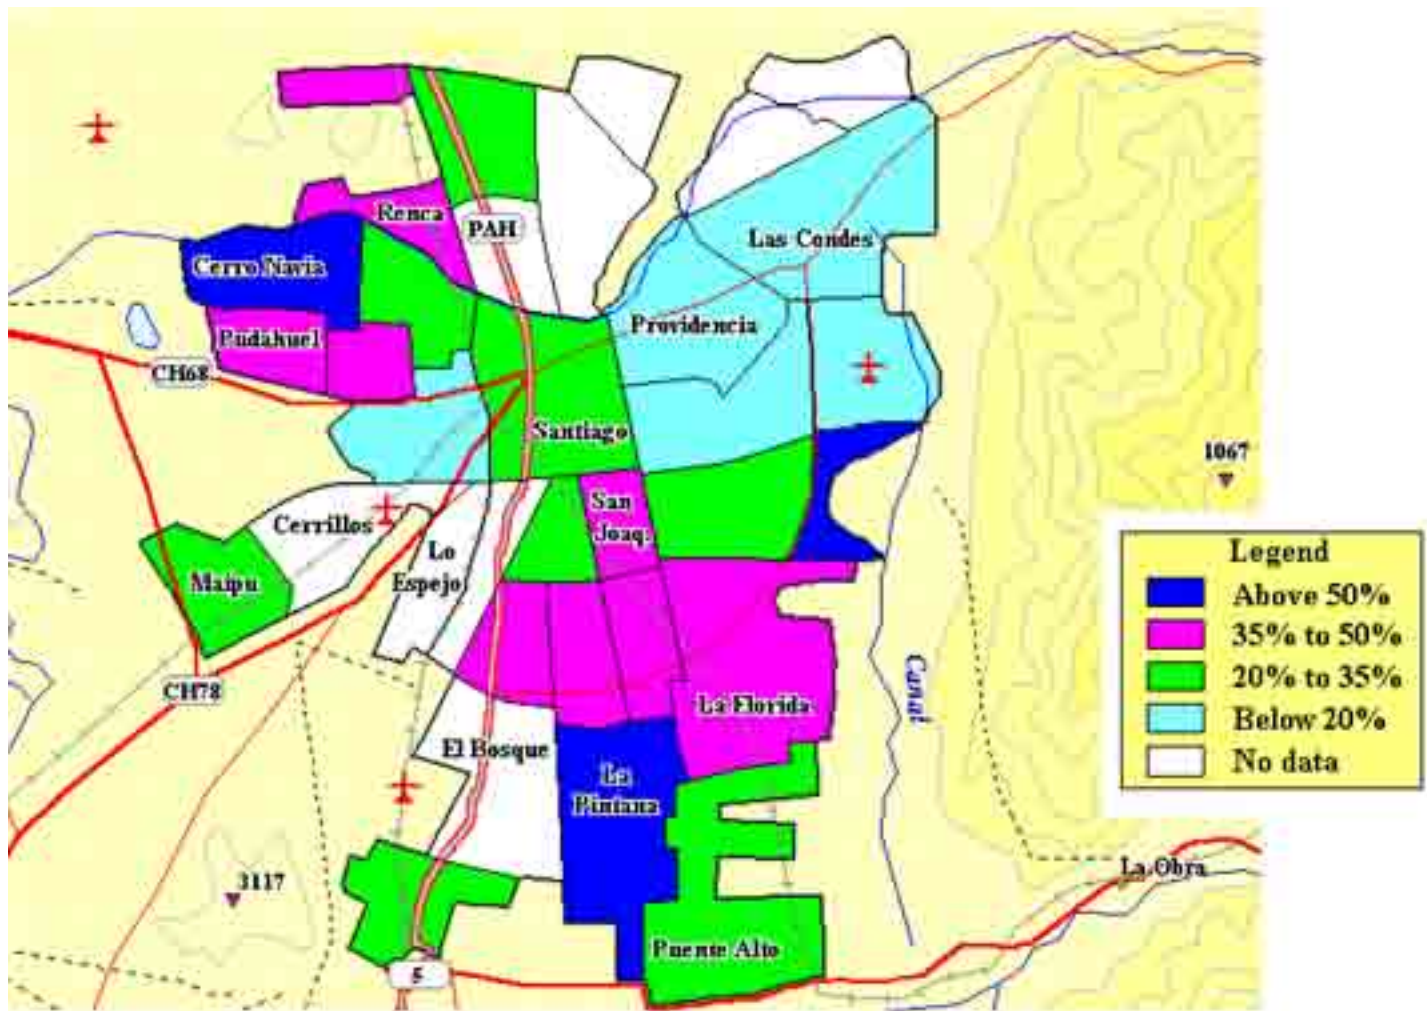 Renca
PAH
Las Condes
Cerro Navia
Providencia
Pudahuel
CH68
Santiago
1067
San
Joaq.
Cerrillos
Lo
Espejo
Maipu
Legend
Above 50%
35% to 50%
20% to 35%
Below 20%
No data
CH78
Canal
La Florida
El Bosque
La
Pintana
La Obra
3117
Puente Alto
5